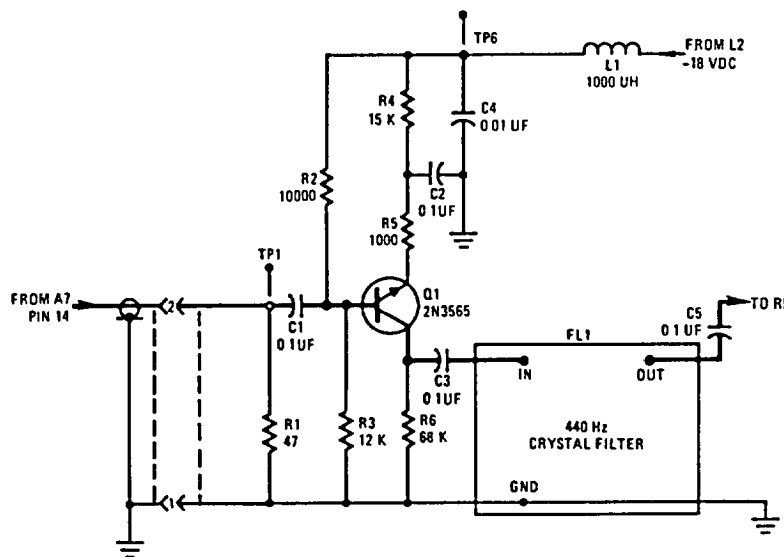 TP6
FROM L2
-18 VDC
L1
1000 UH
R4
15 K
C4
0 01 UF
R2
10000
C2
0 1UF
R5
1000
TP1
Q1
2N3565
FROM A7
PIN 14
2
C1
0 1UF
C5
0 1 UF
TO R
FL1
C3
0 1UF
IN
OUT
R1
47
R3
12 K
R6
68 K
440 Hz
CRYSTAL FILTER
GND
1